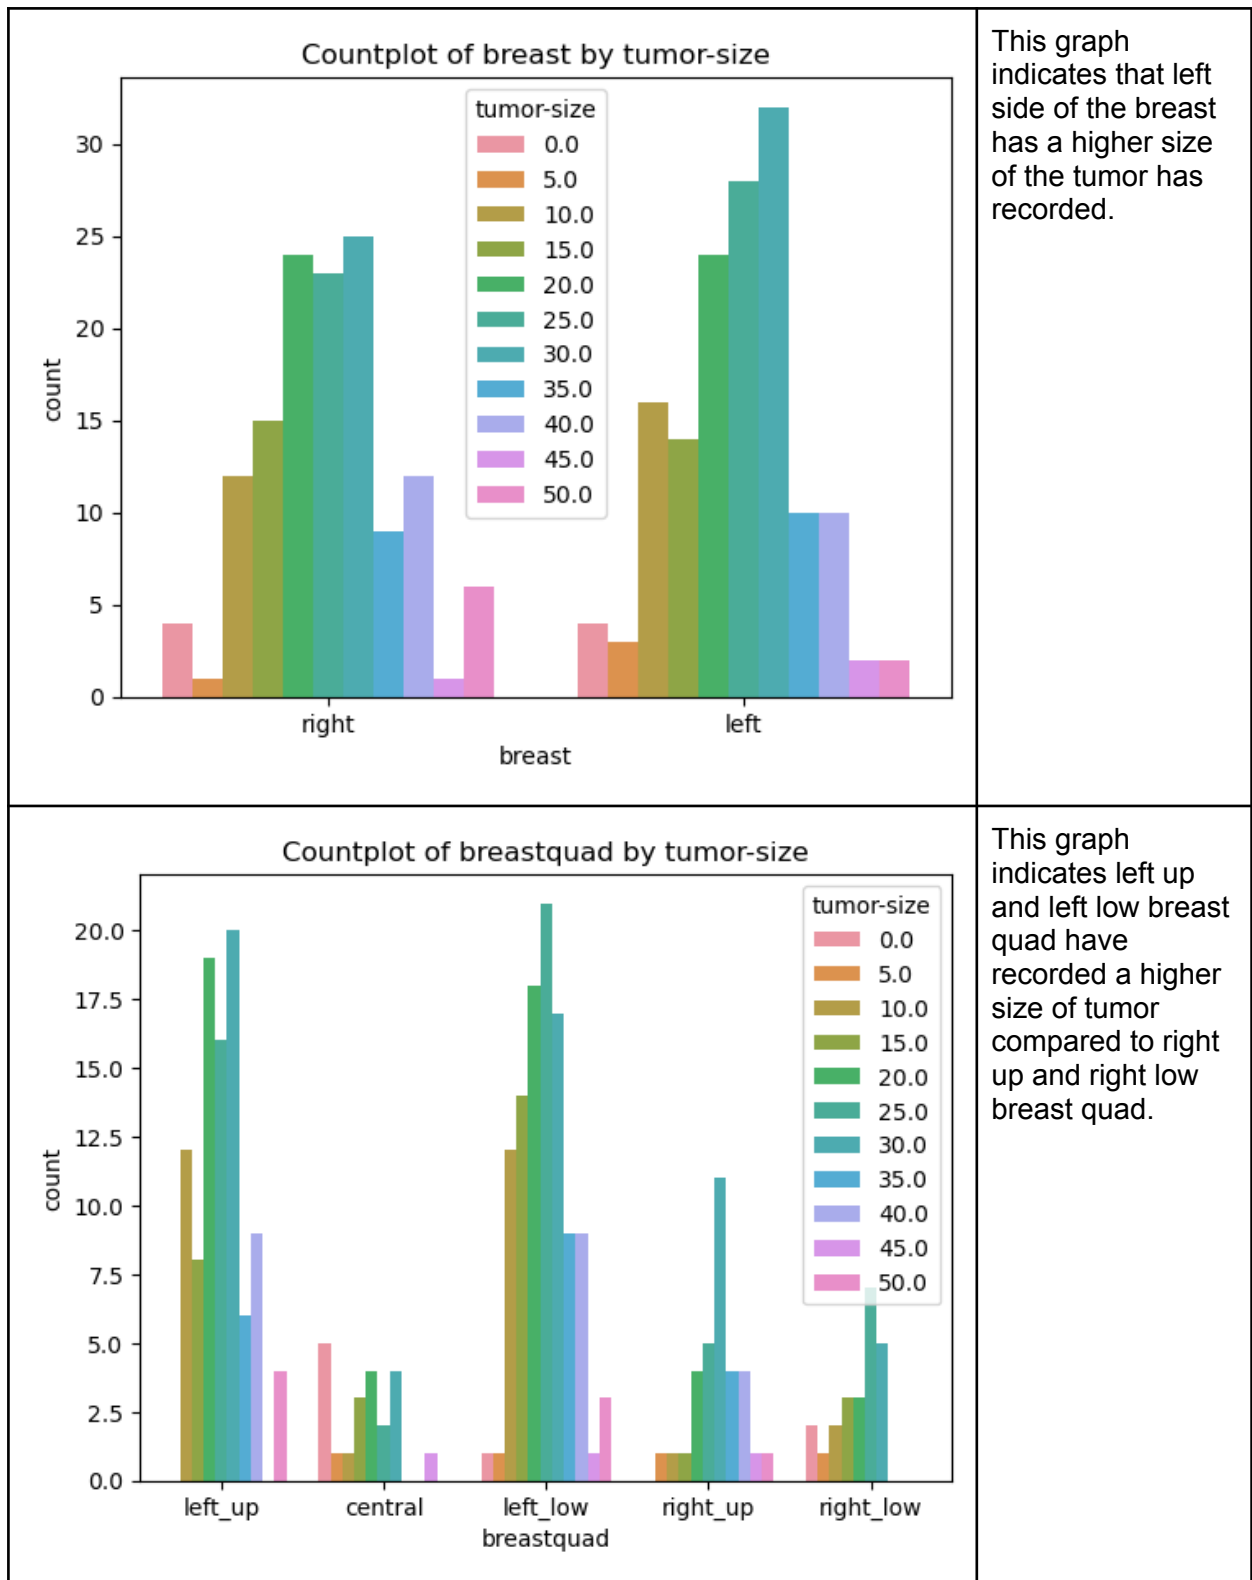 Countplot of breast by tumor-size
tumor-size
0.0
5.0
10.0
15.0
20.0
25.0
30.0
35.0
40.0
45.0
50.0
30
25
20
15
10
5
0
count
right
left
breast
This graph
indicates that left
side of the breast
has a higher size
of the tumor has
recorded.
Countplot of breastquad by tumor-size
tumor-size
0.0
5.0
10.0
15.0
20.0
25.0
30.0
35.0
40.0
45.0
50.0
20.0
17.5
15.0
12.5
10.0
7.5
5.0
2.5
0.0
count
left_up
central
left_low
right_up
right_low
breastquad
This graph
indicates left up
and left low breast
quad have
recorded a higher
size of tumor
compared to right
up and right low
breast quad.